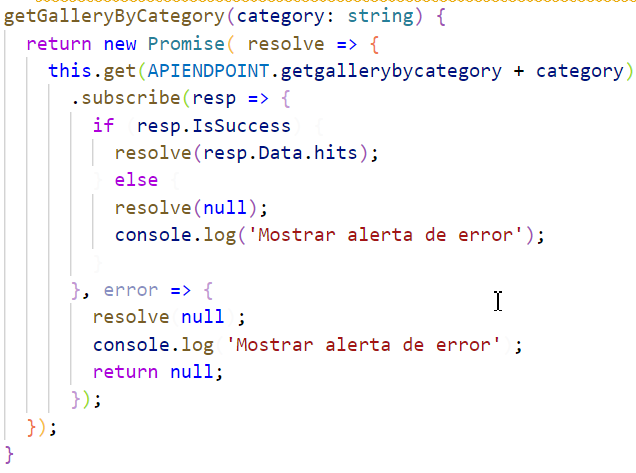 getGalleryByCategory(category: string) {
return new Promise( resolve => {
this.get(APIENDPOINT.getgallerybycategory + category)
.subscribe(resp => {
if resp.IsSuccess {
resolve(resp.Data.hits);
} else {
resolve(null);
console.log('Mostrar alerta de error');
}
}, error => {
resolve null ;
console.log 'Mostrar alerta de error' ;
return null;
});
});
}